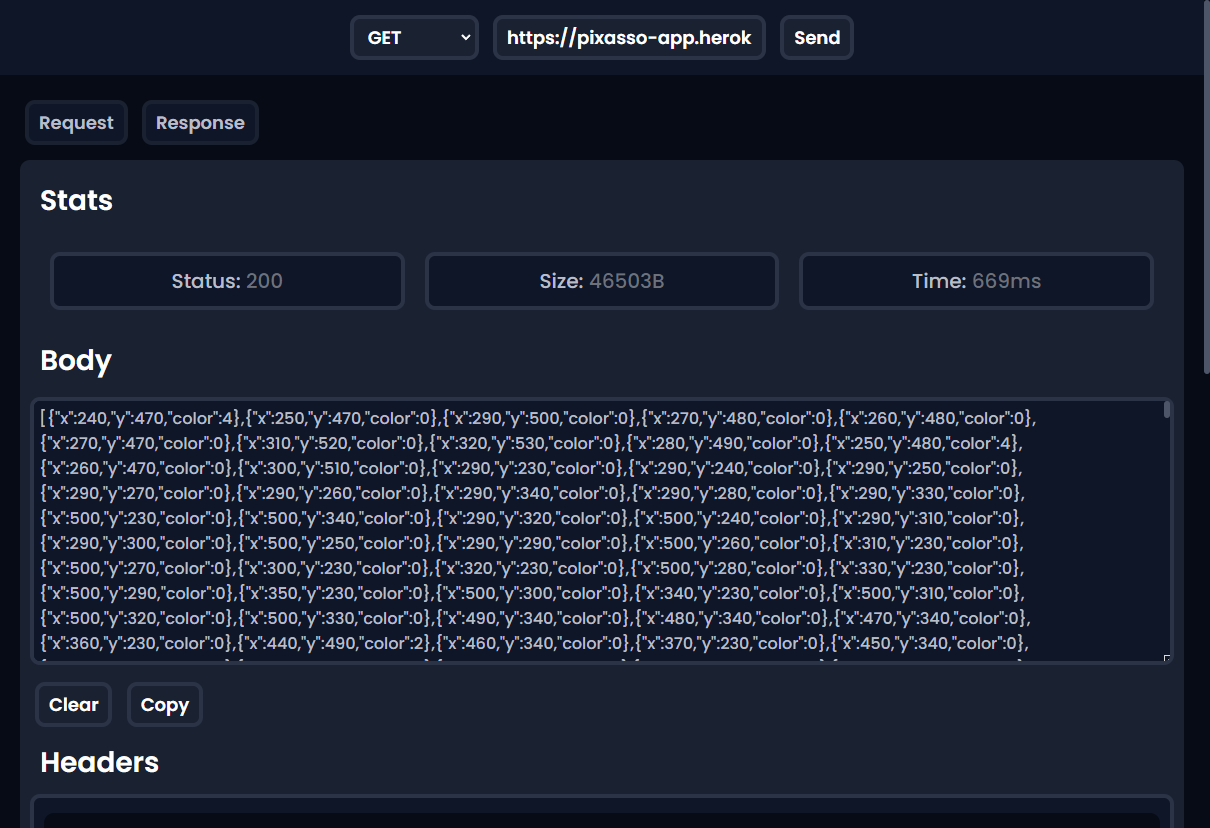 GET https://pixasso-app.herok Send
Request Response
Stats
Status: 200 Size: 46503B Time: 669ms
Body
[{"x":240,"y":470,"color":4},{"x":250,"y":470,"color":0},{"x":290,"y":500,"color":0},{"x":270,"y":480,"color":0},{"x":260,"y":480,"color":0},
{"x":270,"y":470,"color":0},{"x":310,"y":520,"color":0},{"x":320,"y":530,"color":0},{"x":280,"y":490,"color":0},{"x":250,"y":480,"color":4},
{"x":260,"y":470,"color":0},{"x":300,"y":510,"color":0},{"x":290,"y":230,"color":0},{"x":290,"y":240,"color":0},{"x":290,"y":250,"color":0},
{"x":290,"y":270,"color":0},{"x":290,"y":260,"color":0},{"x":290,"y":340,"color":0},{"x":290,"y":280,"color":0},{"x":290,"y":330,"color":0},
{"x":500,"y":230,"color":0},{"x":500,"y":340,"color":0},{"x":290,"y":320,"color":0},{"x":500,"y":240,"color":0},{"x":290,"y":310,"color":0},
{"x":290,"y":300,"color":0},{"x":500,"y":250,"color":0},{"x":290,"y":290,"color":0},{"x":500,"y":260,"color":0},{"x":310,"y":230,"color":0},
{"x":500,"y":270,"color":0},{"x":300,"y":230,"color":0},{"x":320,"y":230,"color":0},{"x":500,"y":280,"color":0},{"x":330,"y":230,"color":0},
{"x":500,"y":290,"color":0},{"x":350,"y":230,"color":0},{"x":500,"y":300,"color":0},{"x":340,"y":230,"color":0},{"x":500,"y":310,"color":0},
{"x":500,"y":320,"color":0},{"x":500,"y":330,"color":0},{"x":490,"y":340,"color":0},{"x":480,"y":340,"color":0},{"x":470,"y":340,"color":0},
{"x":360,"y":230,"color":0},{"x":440,"y":490,"color":2},{"x":460,"y":340,"color":0},{"x":370,"y":230,"color":0},{"x":450,"y":340,"color":0},
Clear Copy
Headers